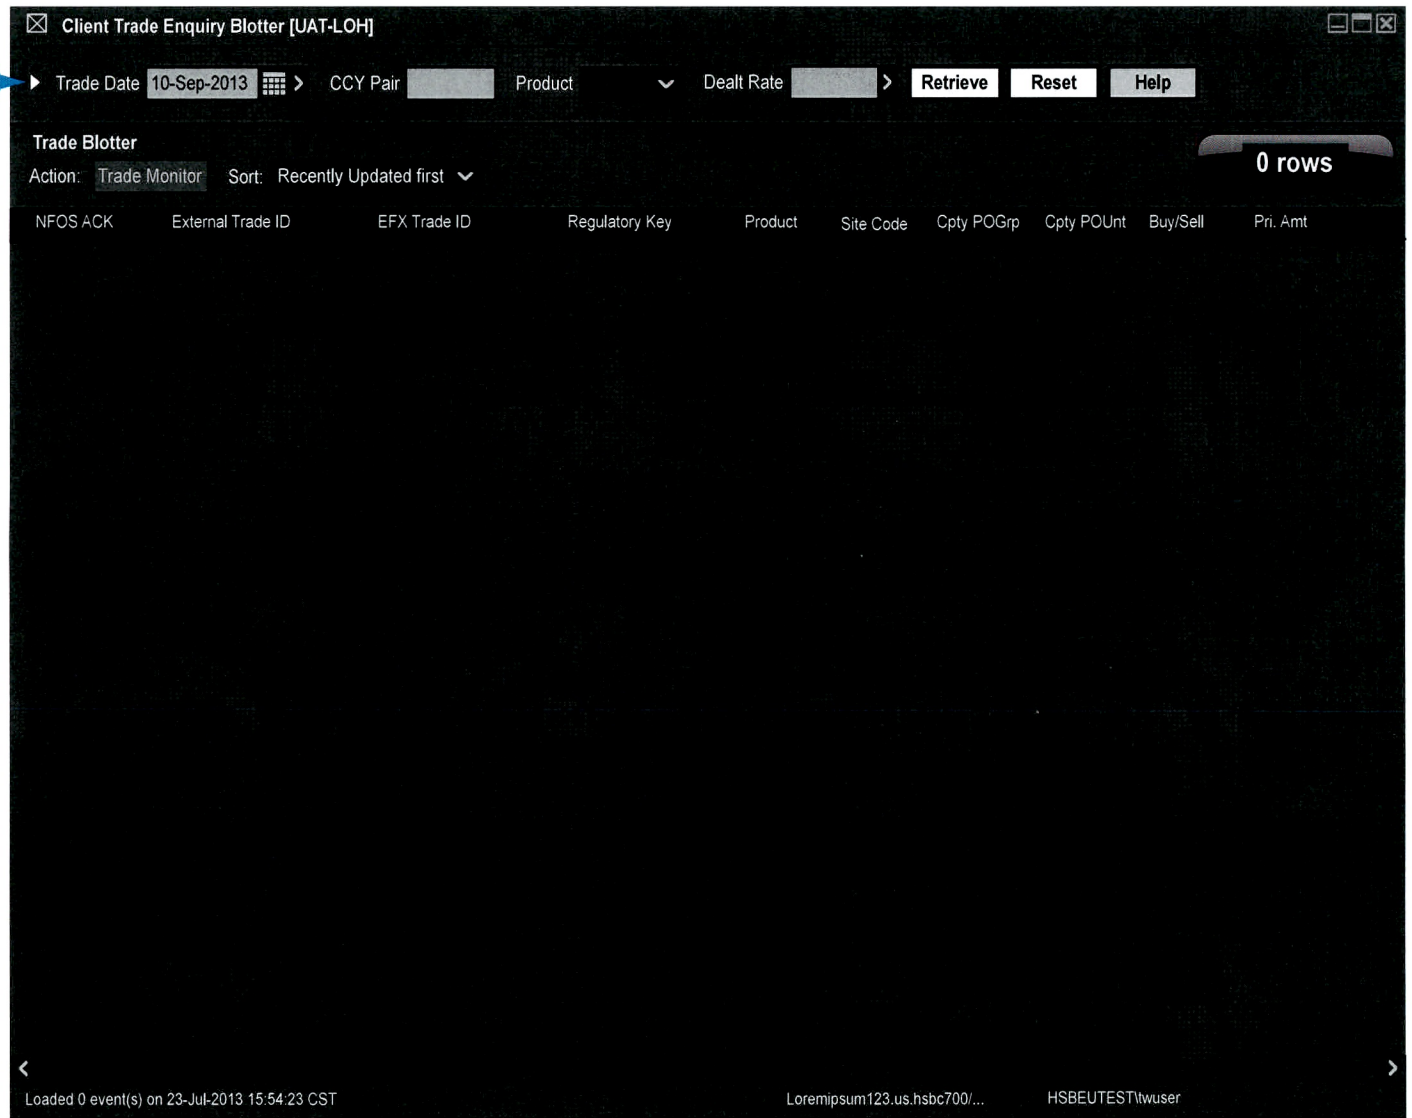 Client Trade Enquiry Blotter [UAT-LOH]
Trade Date 10-Sep-2013 CCY Pair Product Dealt Rate Retrieve Reset Help
Trade Blotter
0 rows
Action: Trade Monitor Sort: Recently Updated first
NFOS ACK External Trade ID EFX Trade ID Regulatory Key Product Site Code Cpty POGrp Cpty POUnt Buy/Sell Pri. Amt
Loaded 0 event(s) on 23-Jul-2013 15:54:23 CST Loremipsum123.us.hsbc700/... HSBEUTEST\twuser